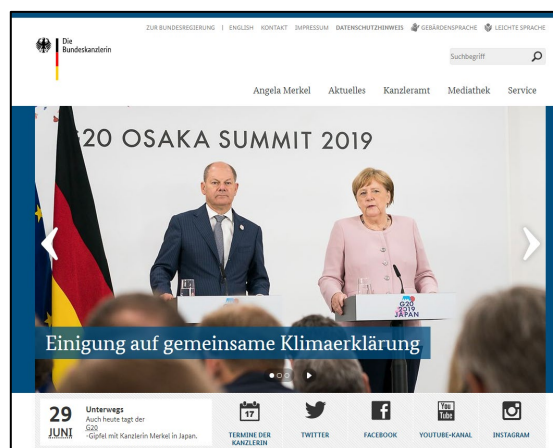 ZUR BUNDESREGIERUNG | ENGLISH KONTAKT IMPRESSUM DATENSCHUTZHINWEIS GEBÄRDENSPRACHE LEICHTE SPRACHE
Die
Bundeskanzlerin
Suchbegriff
Angela Merkel Aktuelles Kanzleramt Mediathek Service
G20 OSAKA SUMMIT 2019
G20
2019
JAPAN
Einigung auf gemeinsame Klimaerklärung
29
JUNI
Unterwegs
Auch heute tagt der
G20
-Gipfel mit Kanzlerin Merkel in Japan.
17
TERMINE DER
KANZLERIN
TWITTER
FACEBOOK
You
Tube
YOUTUBE-KANAL
INSTAGRAM